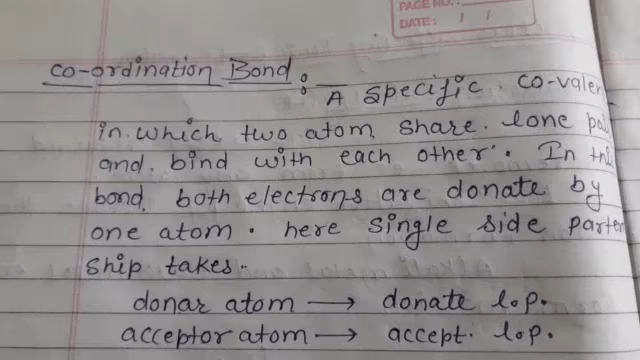 PAGE NO.:
DATE: / /
Co-ordination Bond :-
A specific co-valen
in which two atom share lone pai
and bind with each other. In this
bond, both electrons are donate by
one atom. here single side parten
ship takes..
donar atom → donate l.p.
acceptor atom → accept. l.p.